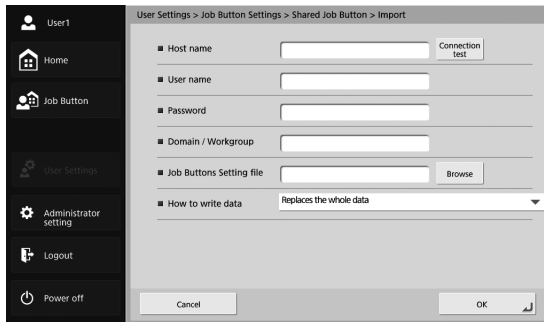 User1
Home
Job Button
User Settings
Administrator
setting
Logout
Power off
User Settings > Job Button Settings > Shared Job Button > Import
Host name
Connection
test
User name
Password
Domain / Workgroup
Job Buttons Setting file
Browse
How to write data
Replaces the whole data
Cancel
OK